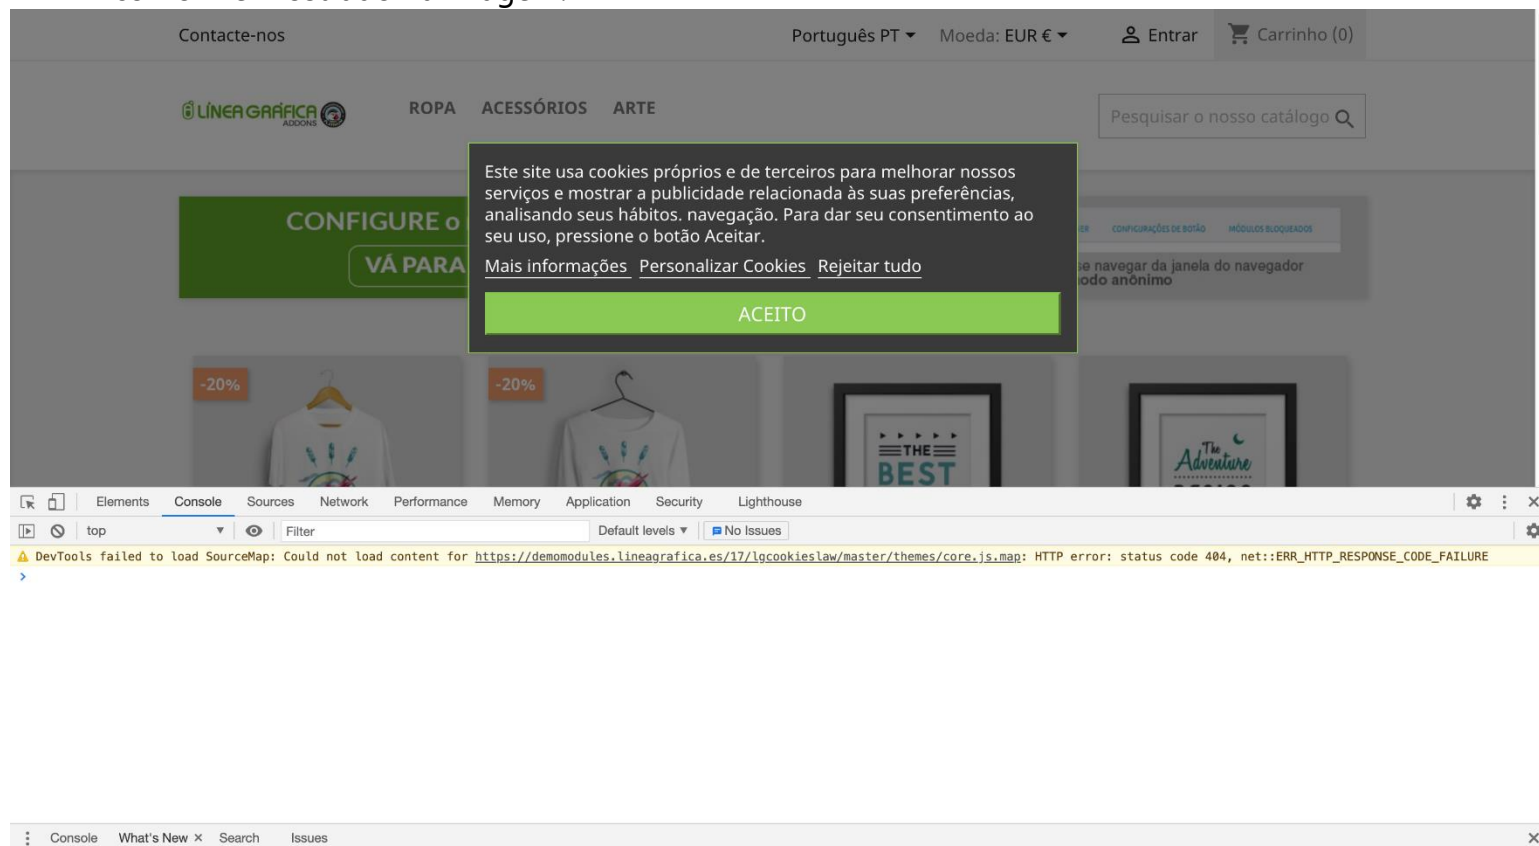 Contacte-nos
Português PT Moeda: EUR € Entrar Carrinho (0)
LÍNEA GRÁFICA
ADDONS
ROPA ACESSÓRIOS ARTE
Pesquisar o nosso catálogo
Este site usa cookies próprios e de terceiros para melhorar nossos
serviços e mostrar a publicidade relacionada às suas preferências,
analisando seus hábitos. navegação. Para dar seu consentimento ao
seu uso, pressione o botão Aceitar.
Mais informações Personalizar Cookies Rejeitar tudo
ACEITO
CONFIGURE o
VÁ PARA
CONFIGURAÇÕES DE BOTÃO MÓDULOS BLOQUEADOS
se navegar da janela do navegador
anônimo
-20%
-20%
THE
BEST
The
Adventure
Elements Console Sources Network Performance Memory Application Security Lighthouse
top Filter Default levels No Issues
DevTools failed to load SourceMap: Could not load content for https://demomodules.lineagrafica.es/17/lgcookieslaw/master/themes/core.js.map: HTTP error: status code 404, net::ERR_HTTP_RESPONSE_CODE_FAILURE
Console What's New Search Issues